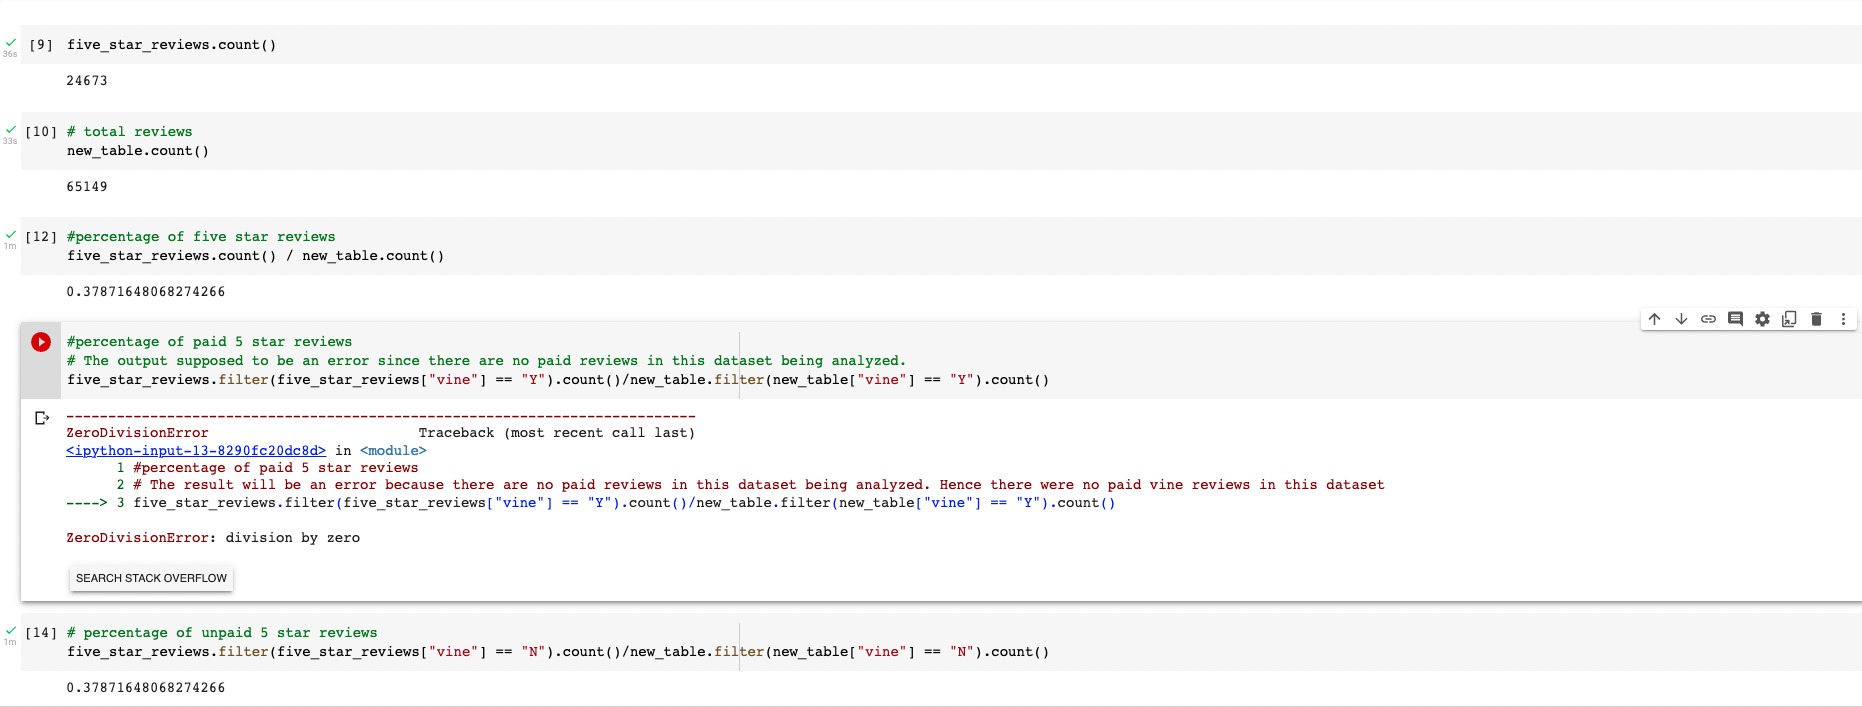 [9] five_star_reviews.count()
36s
24673
[10] # total reviews
33s
new_table.count()
65149
[12] #percentage of five star reviews
1m
five_star_reviews.count() / new_table.count()
0.37871648068274266
#percentage of paid 5 star reviews
# The output supposed to be an error since there are no paid reviews in this dataset being analyzed.
five_star_reviews.filter(five_star_reviews["vine"] == "Y").count()/new_table.filter(new_table["vine"] == "Y").count()
---------------------------------------------------------------------------
ZeroDivisionError Traceback (most recent call last)
<ipython-input-13-8290fc20dc8d> in <module>
1 #percentage of paid 5 star reviews
2 # The result will be an error because there are no paid reviews in this dataset being analyzed. Hence there were no paid vine reviews in this dataset
----> 3 five_star_reviews.filter(five_star_reviews["vine"] == "Y").count()/new_table.filter(new_table["vine"] == "Y").count()
ZeroDivisionError: division by zero
SEARCH STACK OVERFLOW
[14] # percentage of unpaid 5 star reviews
1m
five_star_reviews.filter(five_star_reviews["vine"] == "N").count()/new_table.filter(new_table["vine"] == "N").count()
0.37871648068274266